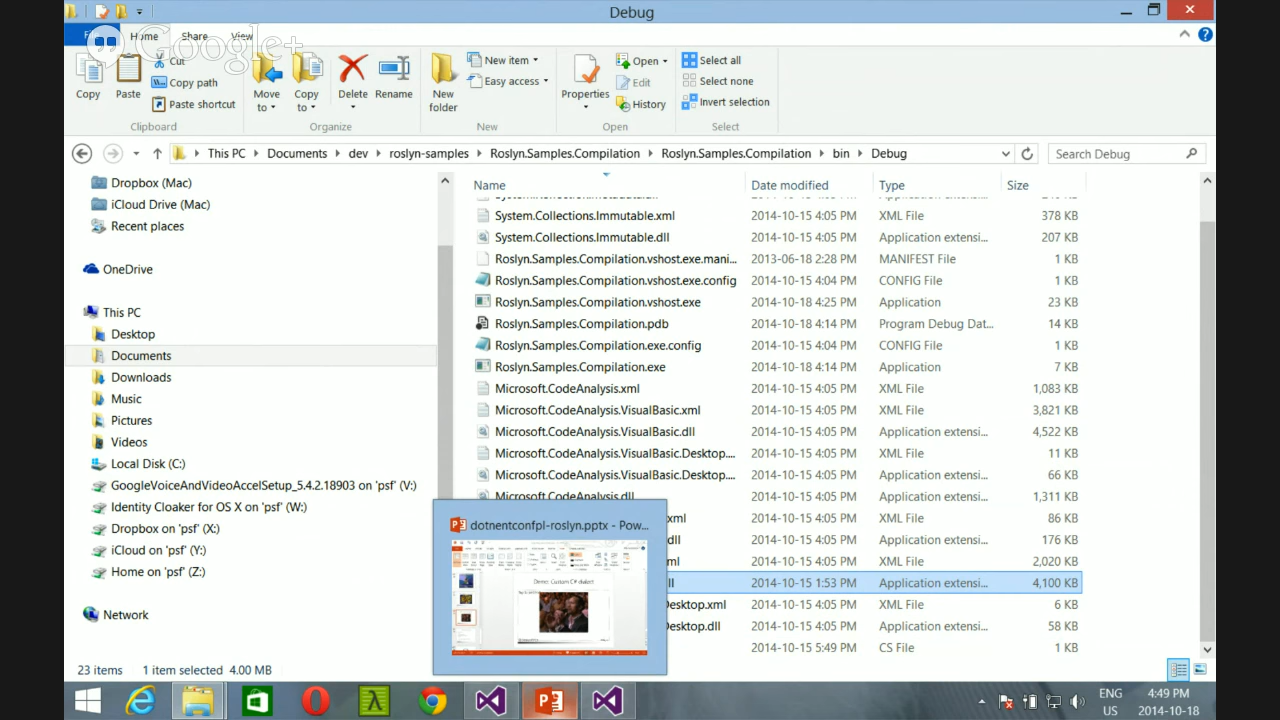 Debug
Google+
Home
Share
View
Cut
Copy path
Paste shortcut
Copy
Paste
Clipboard
Move to
Copy to
Delete
Rename
Organize
New folder
New item
Easy access
New
Properties
Open
Edit
History
Open
Select all
Select none
Invert selection
Select
This PC
Documents
dev
roslyn-samples
Roslyn.Samples.Compilation
Roslyn.Samples.Compilation
bin
Debug
Search Debug
Dropbox (Mac)
iCloud Drive (Mac)
Recent places
OneDrive
This PC
Desktop
Documents
Downloads
Music
Pictures
Videos
Local Disk (C:)
GoogleVoiceAndVideoAccelSetup_5.4.2.18903 on 'psf' (V:)
Identity Cloaker for OS X on 'psf' (W:)
Dropbox on 'psf' (X:)
iCloud on 'psf' (Y:)
Home on 'psf' (Z:)
Network
Name Date modified Type Size
System.Collections.Immutable.xml 2014-10-15 4:05 PM XML File 378 KB
System.Collections.Immutable.dll 2014-10-15 4:05 PM Application extensi... 207 KB
Roslyn.Samples.Compilation.vshost.exe.mani... 2013-06-18 2:28 PM MANIFEST File 1 KB
Roslyn.Samples.Compilation.vshost.exe.config 2014-10-15 4:04 PM CONFIG File 1 KB
Roslyn.Samples.Compilation.vshost.exe 2014-10-18 4:25 PM Application 23 KB
Roslyn.Samples.Compilation.pdb 2014-10-18 4:14 PM Program Debug Dat... 14 KB
Roslyn.Samples.Compilation.exe.config 2014-10-15 4:04 PM CONFIG File 1 KB
Roslyn.Samples.Compilation.exe 2014-10-18 4:14 PM Application 7 KB
Microsoft.CodeAnalysis.xml 2014-10-15 4:05 PM XML File 1,083 KB
Microsoft.CodeAnalysis.VisualBasic.xml 2014-10-15 4:05 PM XML File 3,821 KB
Microsoft.CodeAnalysis.VisualBasic.dll 2014-10-15 4:05 PM Application extensi... 4,522 KB
Microsoft.CodeAnalysis.VisualBasic.Desktop.... 2014-10-15 4:05 PM XML File 11 KB
Microsoft.CodeAnalysis.VisualBasic.Desktop.... 2014-10-15 4:05 PM Application extensi... 66 KB
Microsoft.CodeAnalysis.dll 2014-10-15 4:05 PM Application extensi... 1,311 KB
xml 2014-10-15 4:05 PM XML File 86 KB
dll 2014-10-15 4:05 PM Application extensi... 176 KB
ml 2014-10-15 4:05 PM XML File 2,020 KB
ll 2014-10-15 1:53 PM Application extensi... 4,100 KB
Desktop.xml 2014-10-15 4:05 PM XML File 6 KB
Desktop.dll 2014-10-15 4:05 PM Application extensi... 58 KB
2014-10-15 5:49 PM CS File 1 KB
dotnentconfpl-roslyn.pptx - Pow...
Demo: Custom C# dialect
23 items 1 item selected 4.00 MB
ENG
US
4:49 PM
2014-10-18